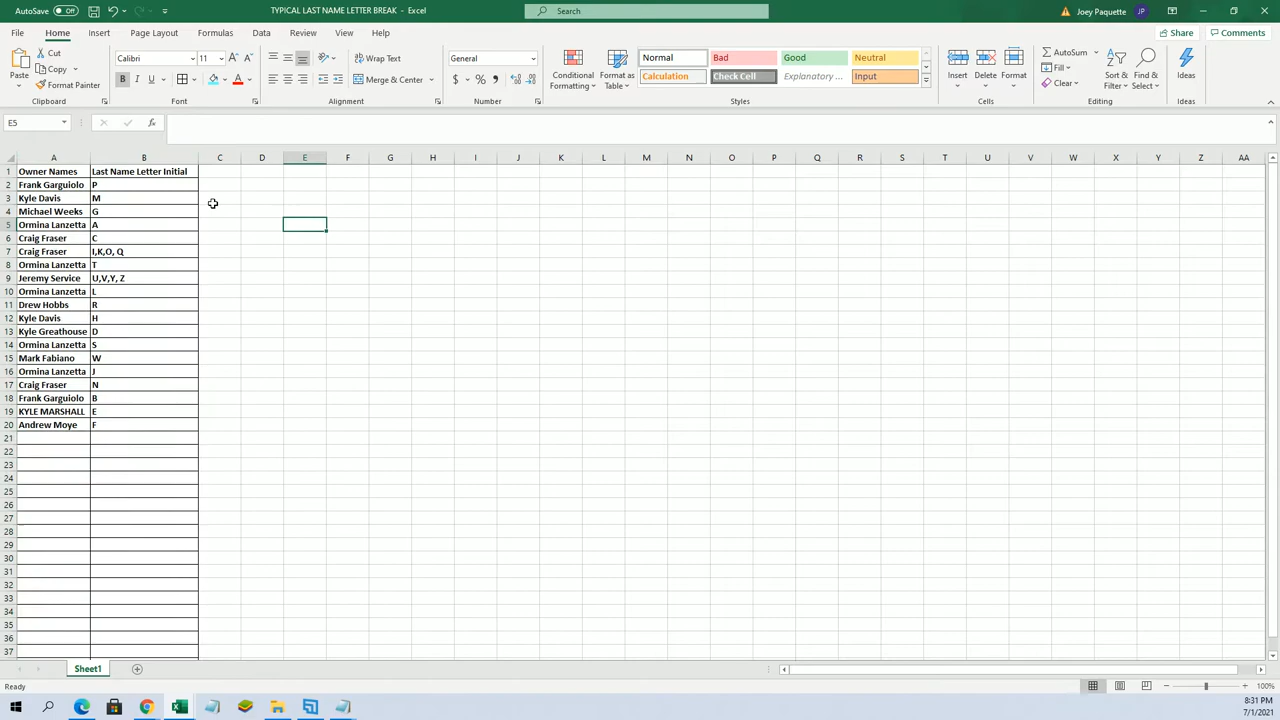 AutoSave Off TYPICAL LAST NAME LETTER BREAK - Excel Search Joey Paquette JP
File Home Insert Page Layout Formulas Data Review View Help Share Comments
Paste Cut Copy Format Painter Clipboard
Calibri 11 A A B I U A Font
Wrap Text Merge & Center Alignment
General $ % Number
Conditional Formatting Format as Table
Normal Bad Good Neutral
Calculation Check Cell Explanatory ... Input
Styles
Insert Delete Format Cells
AutoSum Fill Clear Sort & Filter Find & Select Editing
Ideas Ideas
E5 fx
A B C D E F G H I J K L M N O P Q R S T U V W X Y Z AA
1 Owner Names Last Name Letter Initial
2 Frank Garguiolo P
3 Kyle Davis M
4 Michael Weeks G
5 Ormina Lanzetta A
6 Craig Fraser C
7 Craig Fraser I,K,O, Q
8 Ormina Lanzetta T
9 Jeremy Service U,V,Y, Z
10 Ormina Lanzetta L
11 Drew Hobbs R
12 Kyle Davis H
13 Kyle Greathouse D
14 Ormina Lanzetta S
15 Mark Fabiano W
16 Ormina Lanzetta J
17 Craig Fraser N
18 Frank Garguiolo B
19 KYLE MARSHALL E
20 Andrew Moye F
21
22
23
24
25
26
27
28
29
30
31
32
33
34
35
36
37
Sheet1
Ready 100%
8:31 PM
7/1/2021